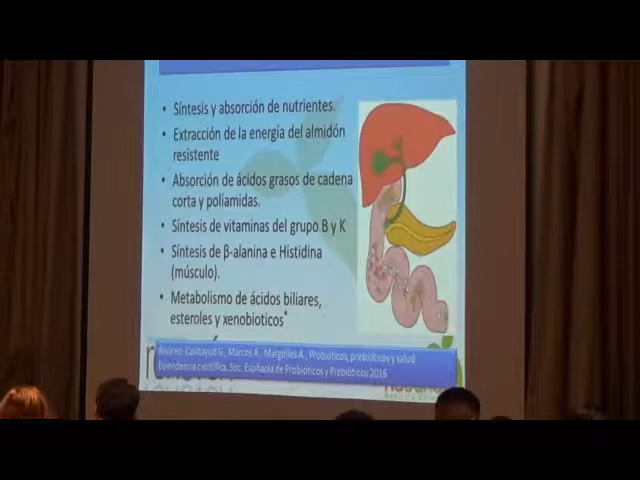 • Síntesis y absorción de nutrientes.
• Extracción de la energía del almidón
resistente
• Absorción de ácidos grasos de cadena
corta y poliamidas.
• Síntesis de vitaminas del grupo B y K
• Síntesis de β-alanina e Histidina
(músculo).
• Metabolismo de ácidos biliares,
esteroles y xenobioticos*
Álvarez-Calatayud G., Marcos A., Margolles A., Probióticos, prebióticos y salud
científica. Soc. Española de Probióticos y Prebióticos 2016